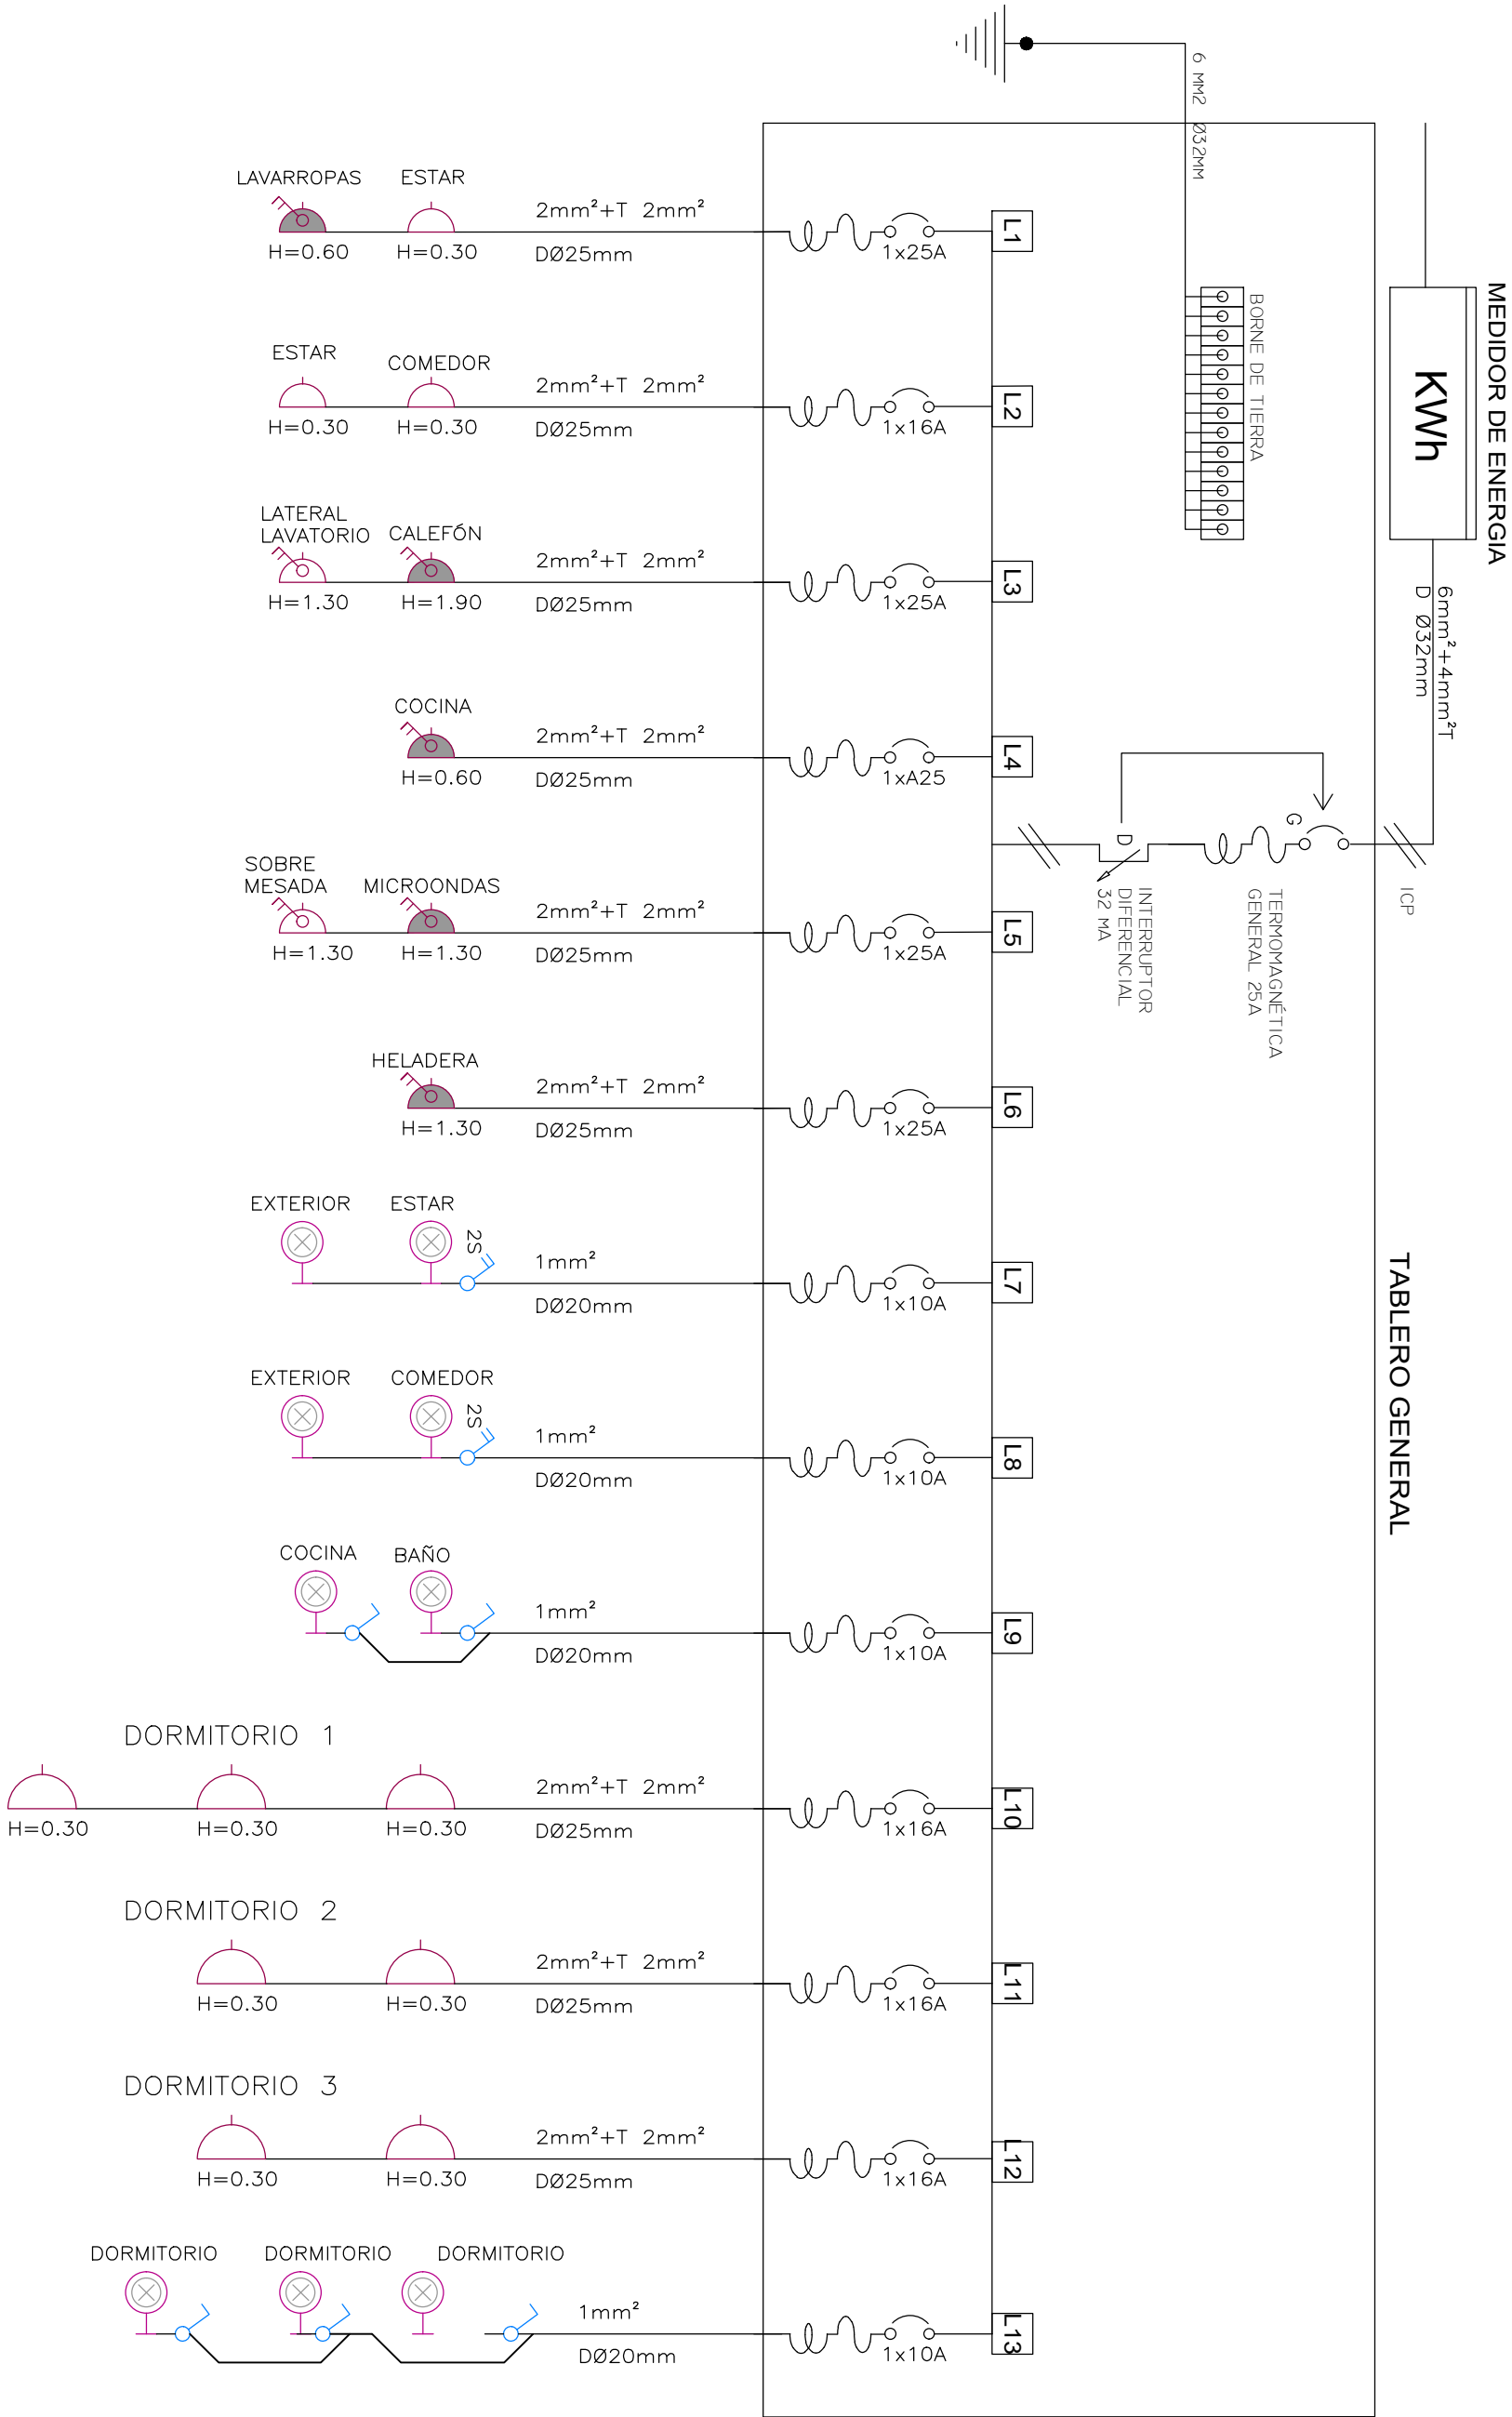 MEDIDOR DE ENERGIA
KWh
6mm²+4mm²T
D Ø32mm
ICP
TABLERO GENERAL
6 MM2 Ø32MM
BORNE DE TIERRA
G
TERMOMAGNÉTICA
GENERAL 25A
D
INTERRUPTOR
DIFERENCIAL
32 MA
LAVARROPAS ESTAR
2mm²+T 2mm²
L1
H=0.60 H=0.30 DØ25mm 1x25A
ESTAR COMEDOR
2mm²+T 2mm²
L2
H=0.30 H=0.30 DØ25mm 1x16A
LATERAL
LAVATORIO CALEFÓN
2mm²+T 2mm²
L3
H=1.30 H=1.90 DØ25mm 1x25A
COCINA
2mm²+T 2mm²
L4
H=0.60 DØ25mm 1xA25
SOBRE
MESADA MICROONDAS
2mm²+T 2mm²
L5
H=1.30 H=1.30 DØ25mm 1x25A
HELADERA
2mm²+T 2mm²
L6
H=1.30 DØ25mm 1x25A
EXTERIOR ESTAR
2S
1mm²
L7
DØ20mm 1x10A
EXTERIOR COMEDOR
2S
1mm²
L8
DØ20mm 1x10A
COCINA BAÑO
1mm²
L9
DØ20mm 1x10A
DORMITORIO 1
2mm²+T 2mm²
L10
H=0.30 H=0.30 H=0.30 DØ25mm 1x16A
DORMITORIO 2
2mm²+T 2mm²
L11
H=0.30 H=0.30 DØ25mm 1x16A
DORMITORIO 3
2mm²+T 2mm²
L12
H=0.30 H=0.30 DØ25mm 1x16A
DORMITORIO DORMITORIO DORMITORIO
1mm²
L13
DØ20mm 1x10A